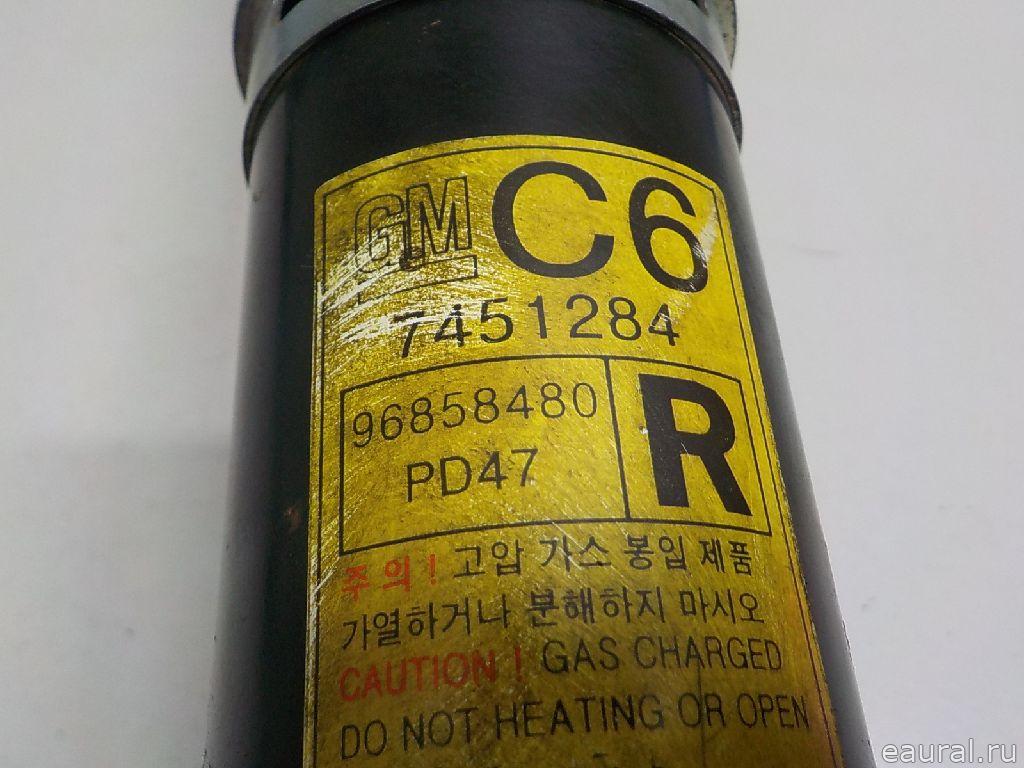 GM C6
7451284
96858480
PD47
R
주의! 고압 가소 봉입 제품
가열하거나 분해하지 마시오
CAUTION! GAS CHARGED
DO NOT HEATING OR OPEN
eaural.ru